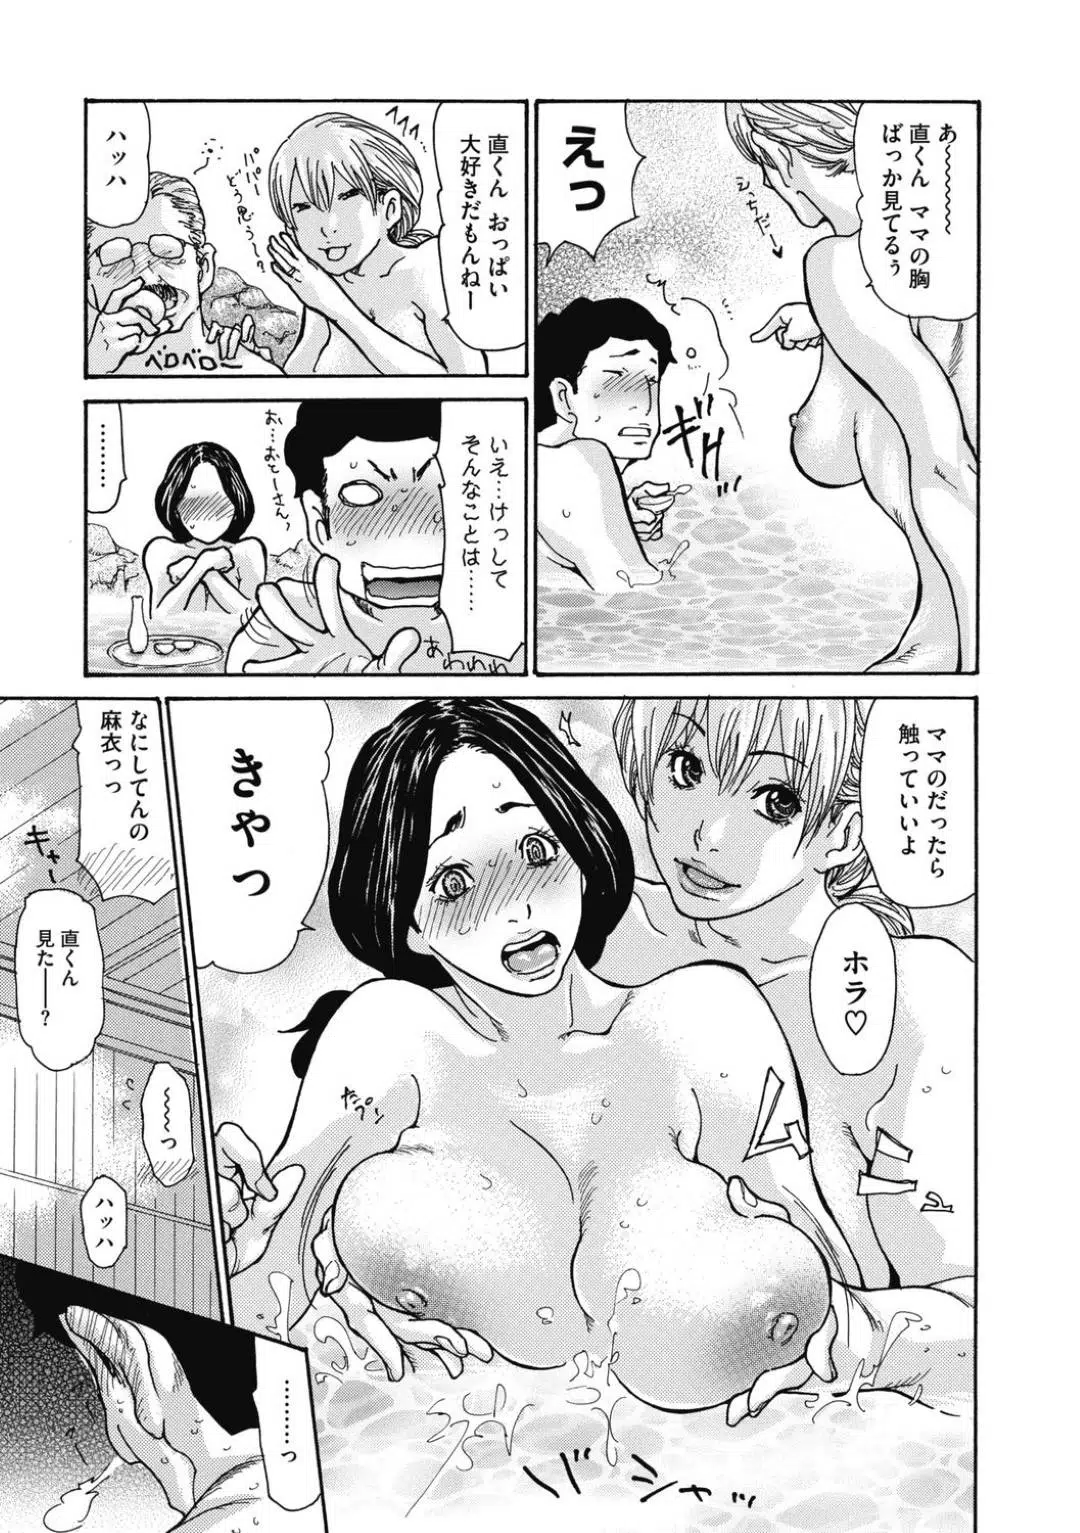 あ～～～～
直くん ママの胸
ばっか見てるぅ
えっ
ギク
直くん おっぱい
大好きだもんねー
パパー
どう思う～？
ハッハ
ベロベロー
いえ…けっして
そんなことは……
お…おとーさん
あわわわ
………
ママのだったら
触っていいよ
ホラ♡
きゃっ
たプン
ムニュ
バシャッ
なにしてんの
麻衣っっ
キャー
直くん
見たー？
～～っ
ハッハ
………っ